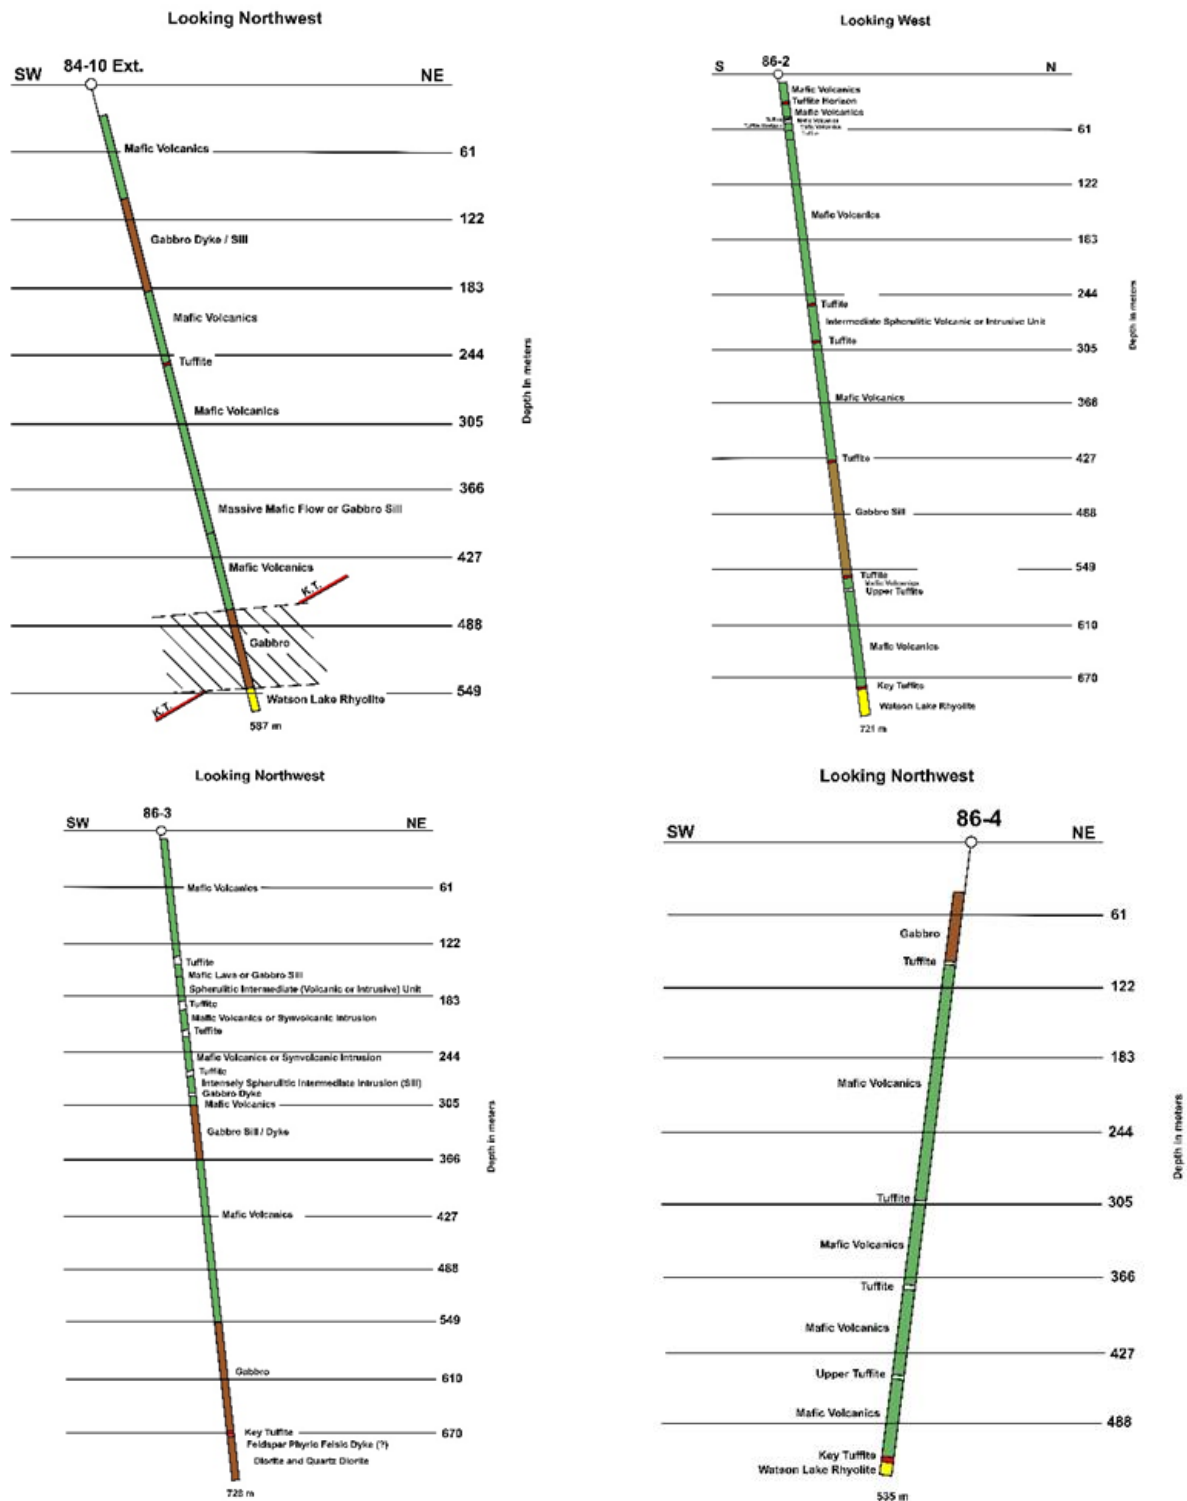 Looking Northwest
SW
84-10 Ext.
NE
Mafic Volcanics
61
122
Gabbro Dyke / Sill
183
Mafic Volcanics
244
Tuffite
Mafic Volcanics
305
366
Massive Mafic Flow or Gabbro Sill
427
Mafic Volcanics
K.T.
488
Gabbro
549
Watson Lake Rhyolite
K.T.
587 m
Depth in meters
Looking West
S
86-2
N
Mafic Volcanics
Tuffite Horison
Mafic Volcanics
61
122
Mafic Volcanics
183
244
Tuffite
Intermediate Spherulitic Volcanic or Intrusive Unit
Tuffite
305
Mafic Volcanics
368
Tuffite
427
Gabbro Sill
488
549
Tuffite
Mafic Volcanics
Upper Tuffite
610
Mafic Volcanics
670
Key Tuffite
Watson Lake Rhyolite
721 m
Depth in meters
Looking Northwest
SW
86-3
NE
Mafic Volcanics
61
122
Tuffite
Mafic Lava or Gabbro Sill
Spherulitic Intermediate (Volcanic or Intrusive) Unit
183
Tuffite
Mafic Volcanics or Synvolcanic Intrusion
Tuffite
244
Mafic Volcanics or Synvolcanic Intrusion
Tuffite
Intensely Spharulitic Intermediate Intrusion (Sill)
Gabbro Dyke
305
Mafic Volcanics
Gabbro Sill / Dyke
366
Mafic Volcanics
427
488
549
Gabbro
610
Key Tuffite
670
Feldspar Phyric Felsic Dyke (?)
Diorite and Quartz Diorite
728 m
Depth in meters
Looking Northwest
SW
86-4
NE
61
Gabbro
Tuffite
122
183
Mafic Volcanics
244
Tuffite
305
Mafic Volcanics
366
Tuffite
Mafic Volcanics
427
Upper Tuffite
Mafic Volcanics
488
Key Tuffite
Watson Lake Rhyolite
535 m
Depth in meters